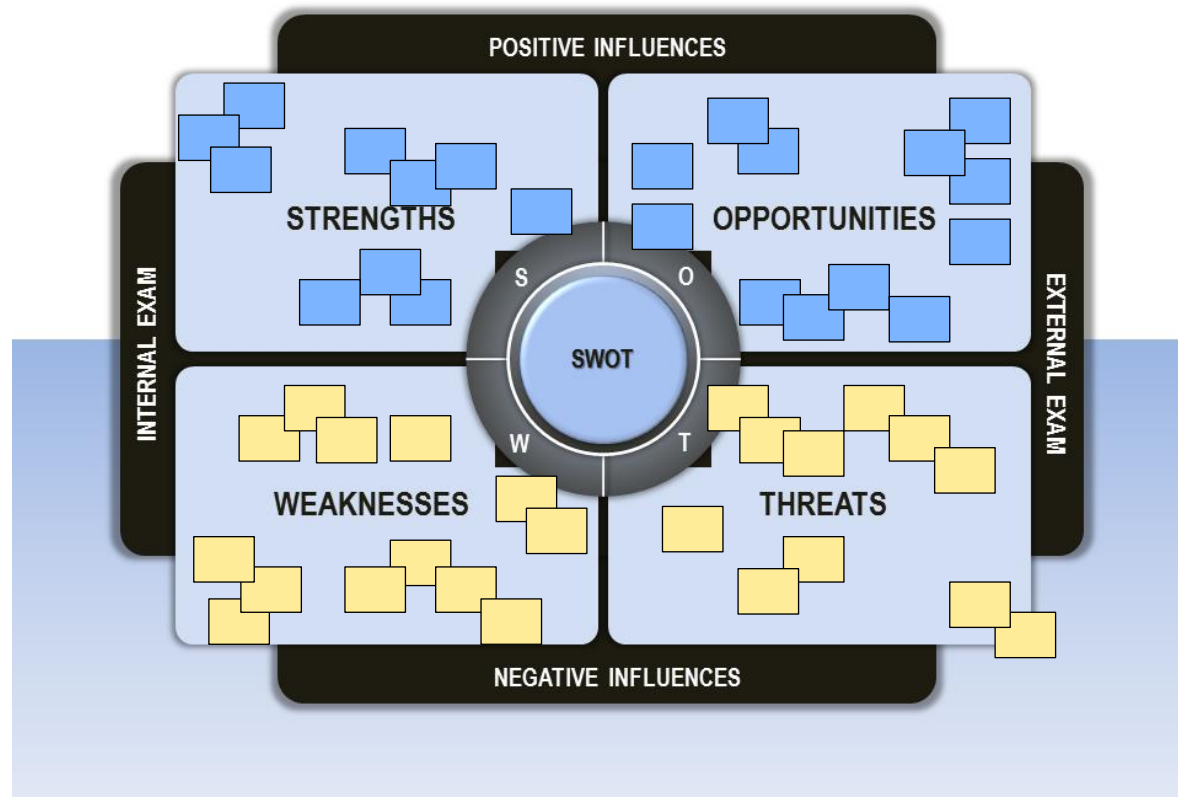 POSITIVE INFLUENCES
STRENGTHS
OPPORTUNITIES
INTERNAL EXAM
EXTERNAL EXAM
S
O
SWOT
W
T
WEAKNESSES
THREATS
NEGATIVE INFLUENCES